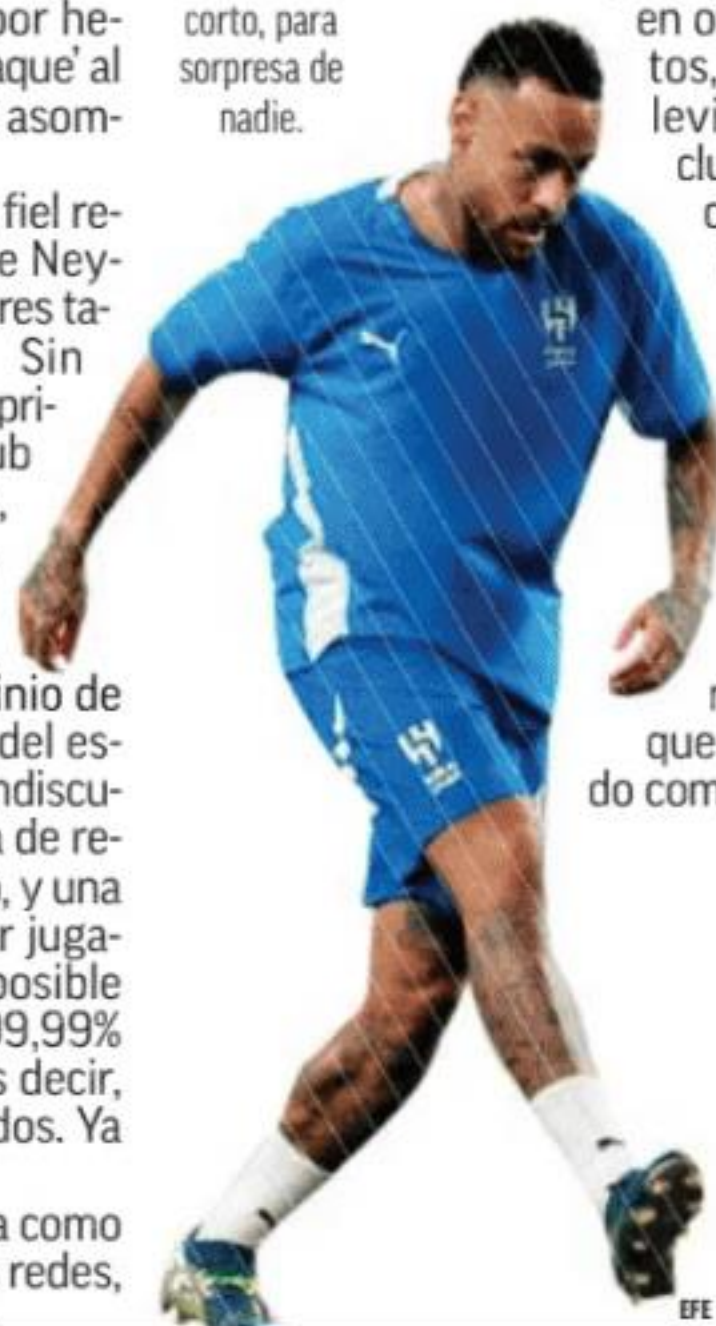 corto, para
sorpresa de
nadie.
por he-
aque' al
asom-
fiel re-
e Ney-
res ta-
Sin
pri-
ub
,
inio de
del es-
ndiscu-
a de re-
, y una
r juga-
posible
99,99%
s decir,
dos. Ya
a como
redes,
en o
tos,
levi
clu
que
do com
EFE